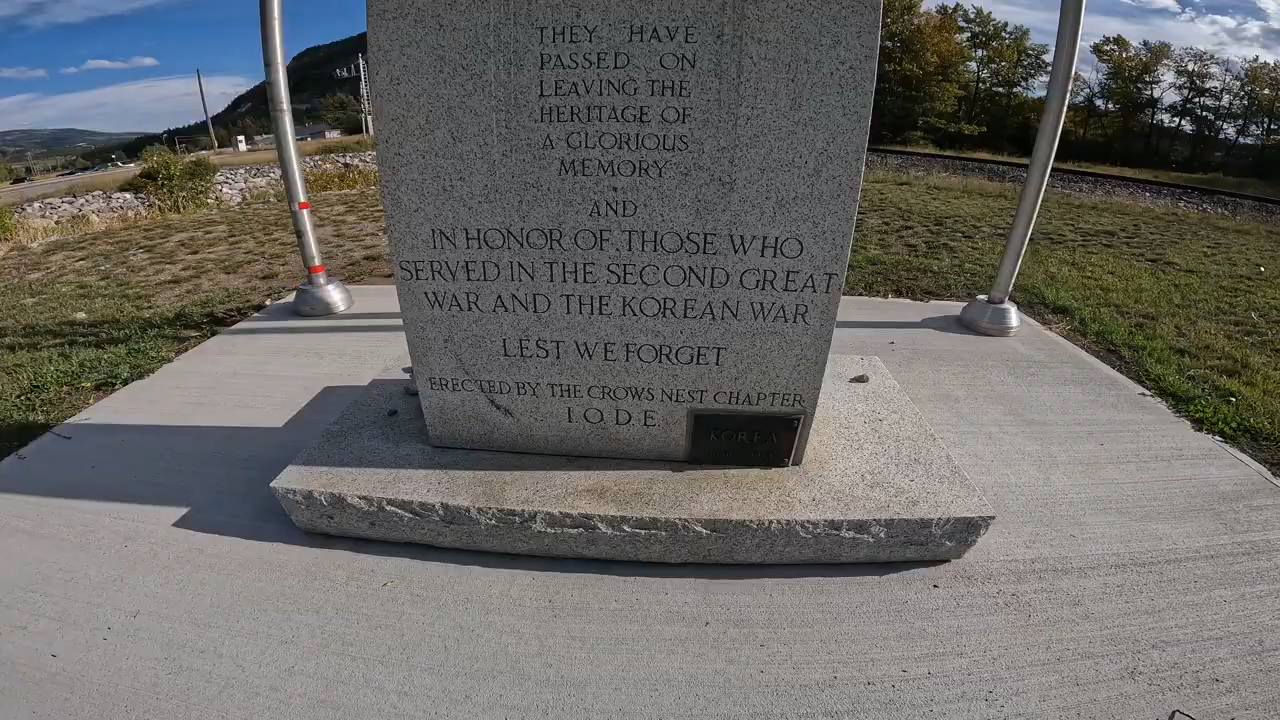 THEY HAVE
PASSED ON
LEAVING THE
HERITAGE OF
A GLORIOUS
MEMORY
AND
IN HONOR OF THOSE WHO
SERVED IN THE SECOND GREAT
WAR AND THE KOREAN WAR
LEST WE FORGET
ERECTED BY THE CROWS NEST CHAPTER
I.O.D.E.
KOREA